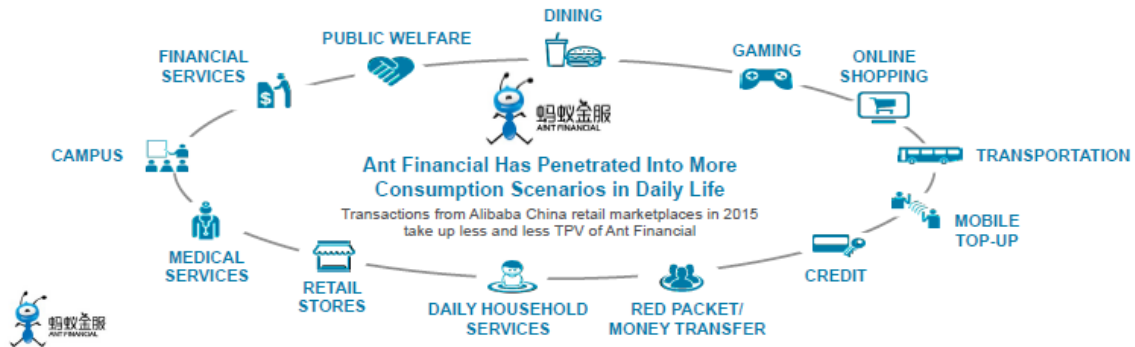 DINING
PUBLIC WELFARE
GAMING
FINANCIAL
SERVICES
ONLINE
SHOPPING
蚂蚁金服
ANT FINANCIAL
CAMPUS
Ant Financial Has Penetrated Into More
Consumption Scenarios in Daily Life
TRANSPORTATION
Transactions from Alibaba China retail marketplaces in 2015
take up less and less TPV of Ant Financial
MOBILE
TOP-UP
MEDICAL
SERVICES
RETAIL
STORES
DAILY HOUSEHOLD
SERVICES
RED PACKET/
MONEY TRANSFER
CREDIT
蚂蚁金服
ANT FINANCIAL
$